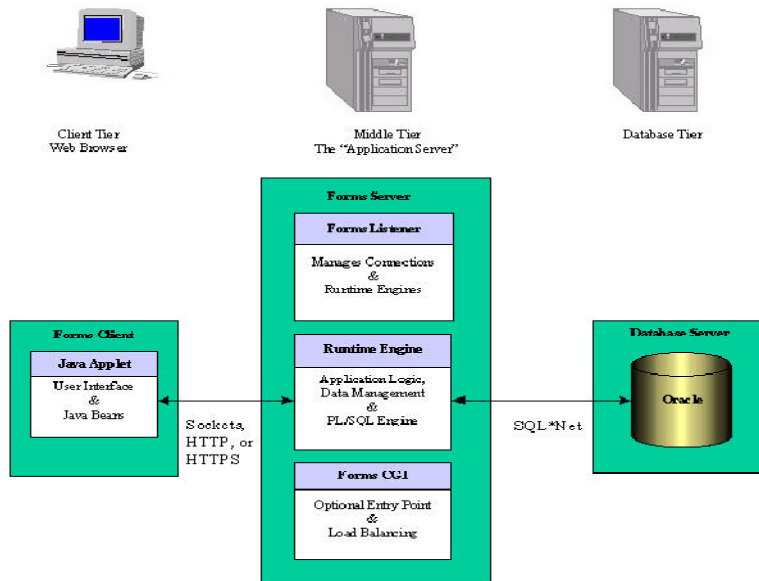 Client Tier
Web Browser
Middle Tier
The “Application Server”
Database Tier
Forms Server
Forms Listener
Manages Connections
&
Runtime Engines
Forms Client
Java Applet
User Interface
&
Java Beans
Sockets,
HTTP, or
HTTPS
Runtime Engine
Application Logic,
Data Management
&
PL/SQL Engine
SQL*Net
Database Server
Oracle
Forms CGI
Optional Entry Point
&
Load Balancing